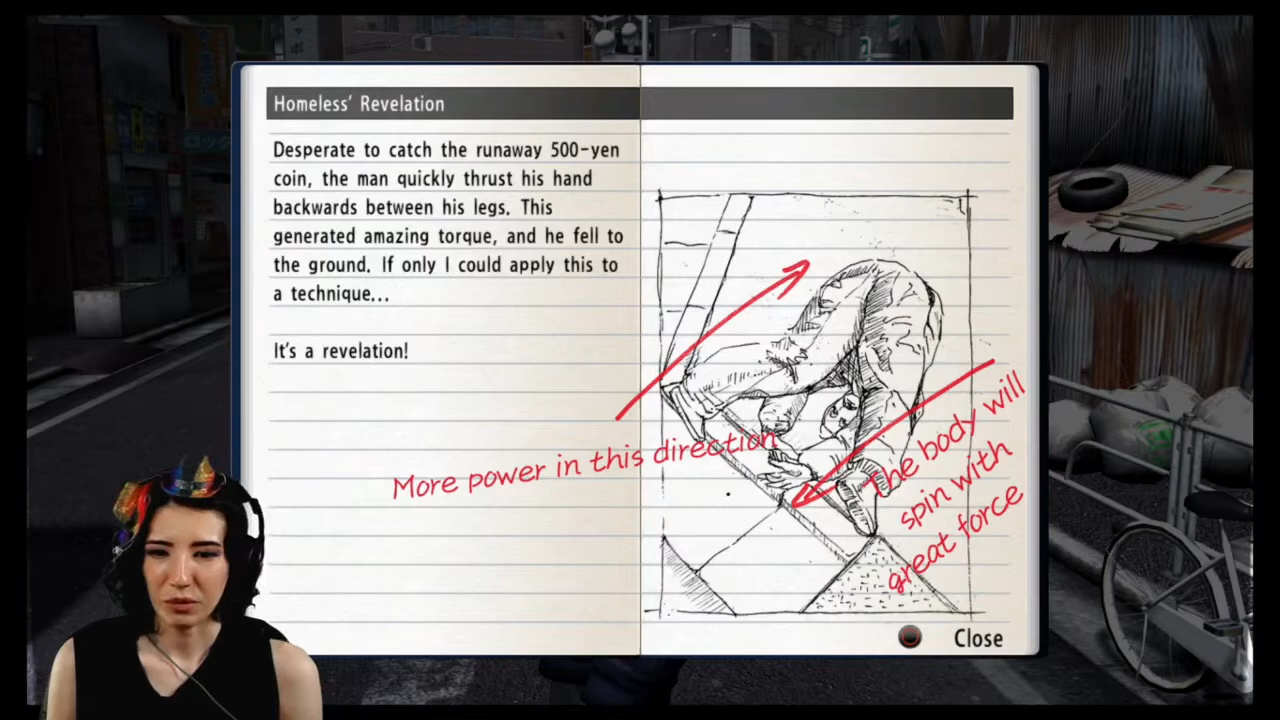 Homeless' Revelation
Desperate to catch the runaway 500-yen
coin, the man quickly thrust his hand
backwards between his legs. This
generated amazing torque, and he fell to
the ground. If only I could apply this to
a technique...
It's a revelation!
More power in this direction
The body will
spin with
great force
Close